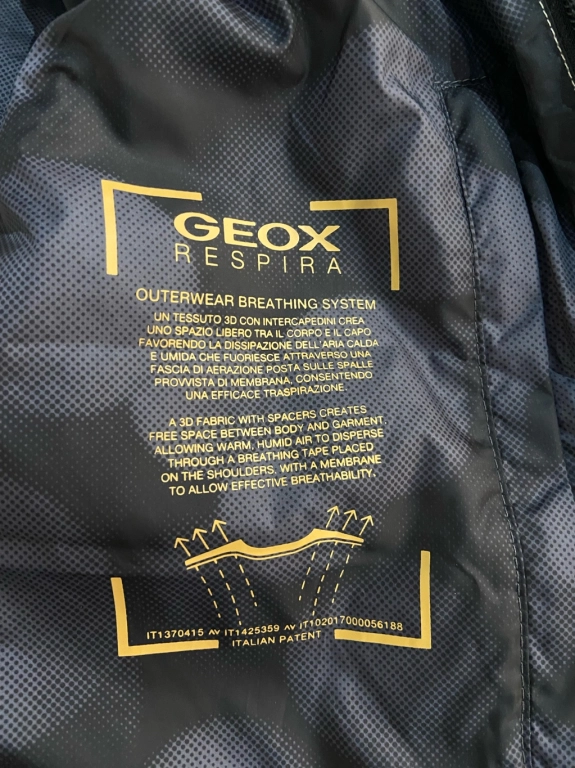 GEOX
RESPIRA
OUTERWEAR BREATHING SYSTEM
UN TESSUTO 3D CON INTERCAPEDINI CREA
UNO SPAZIO LIBERO TRA IL CORPO E IL CAPO
FAVORENDO LA DISSIPAZIONE DELL'ARIA CALDA
E UMIDA CHE FUORIESCE ATTRAVERSO UNA
FASCIA DI AERAZIONE POSTA SULLE SPALLE
PROVVISTA DI MEMBRANA, CONSENTENDO
UNA EFFICACE TRASPIRAZIONE.
A 3D FABRIC WITH SPACERS CREATES
FREE SPACE BETWEEN BODY AND GARMENT,
ALLOWING WARM, HUMID AIR TO DISPERSE
THROUGH A BREATHING TAPE PLACED
ON THE SHOULDERS, WITH A MEMBRANE
TO ALLOW EFFECTIVE BREATHABILITY.
IT1370415 AV IT1425359 AV IT102017000056188
ITALIAN PATENT